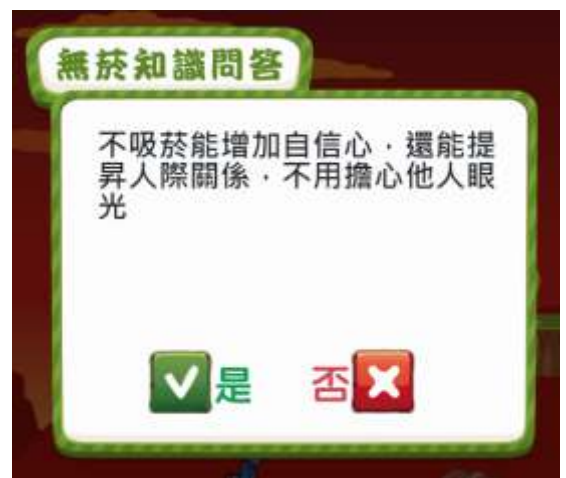 無菸知識問答
不吸菸能增加自信心，還能提
昇人際關係，不用擔心他人眼
光
是 否